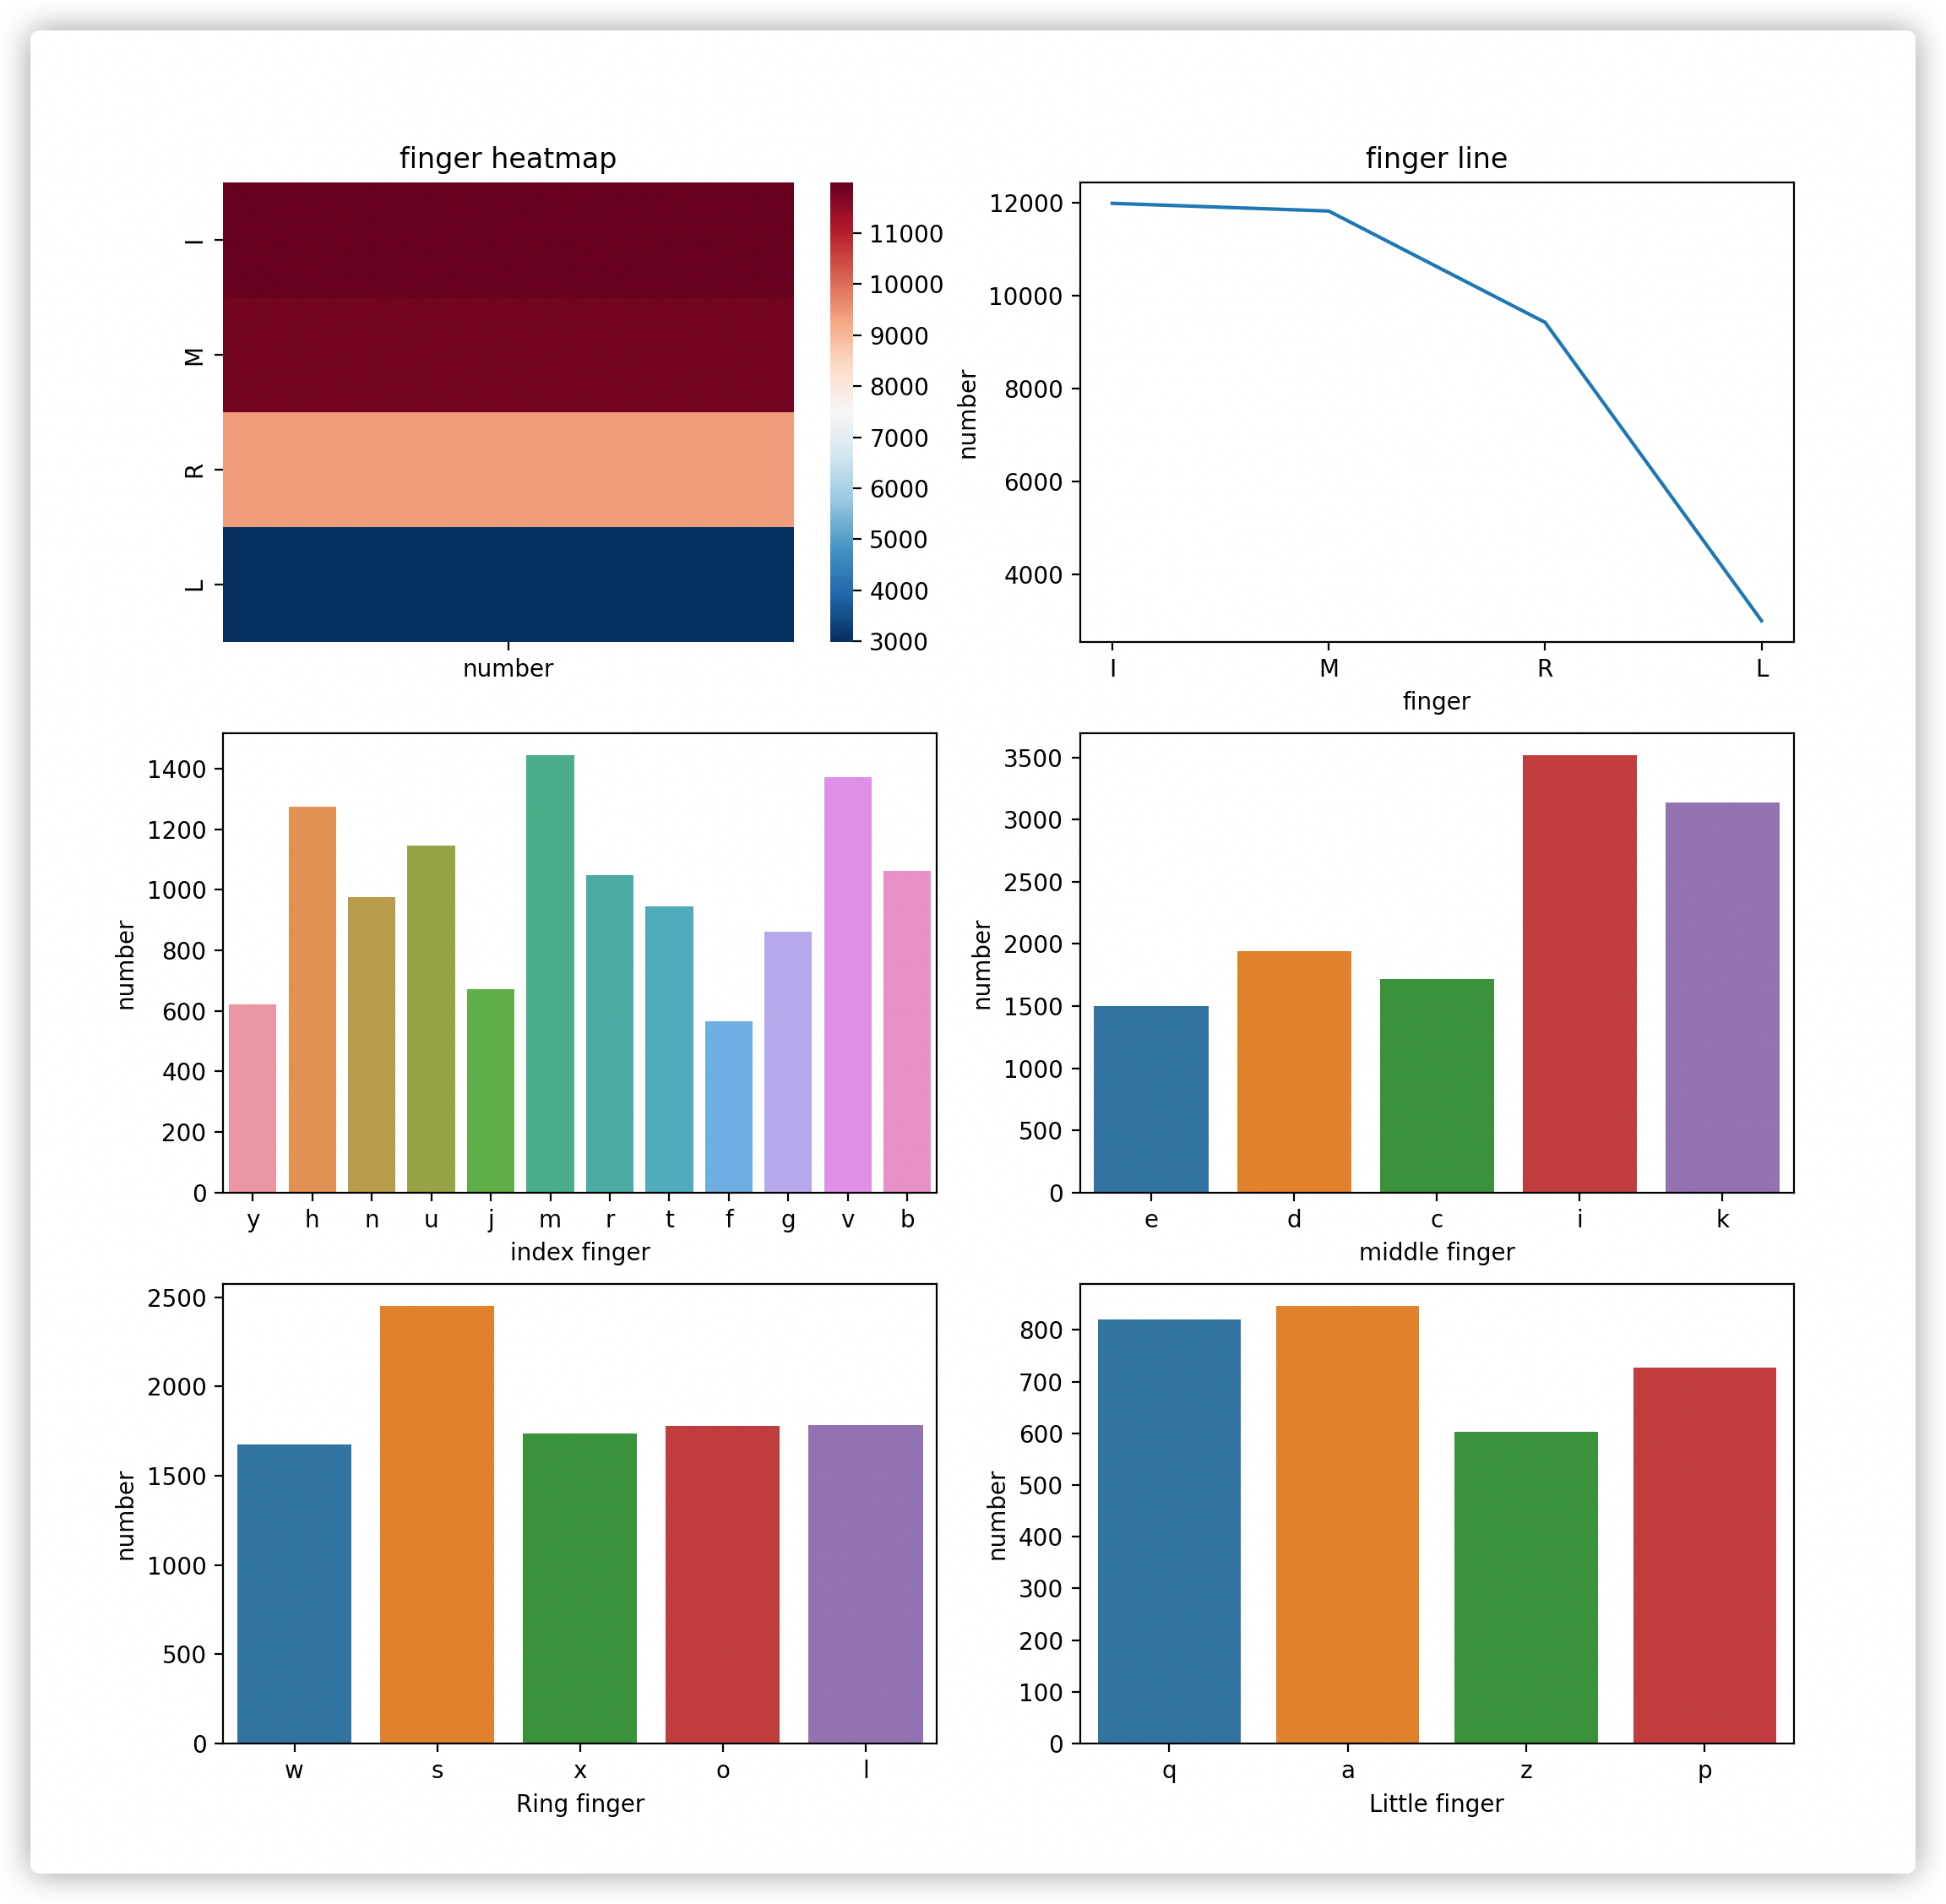 finger heatmap
I
M
R
L
number
11000
10000
9000
8000
7000
6000
5000
4000
3000
finger line
number
12000
10000
8000
6000
4000
I M R L
finger
number
1400
1200
1000
800
600
400
200
0
y h n u j m r t f g v b
index finger
number
3500
3000
2500
2000
1500
1000
500
0
e d c i k
middle finger
number
2500
2000
1500
1000
500
0
w s x o l
Ring finger
number
800
700
600
500
400
300
200
100
0
q a z p
Little finger